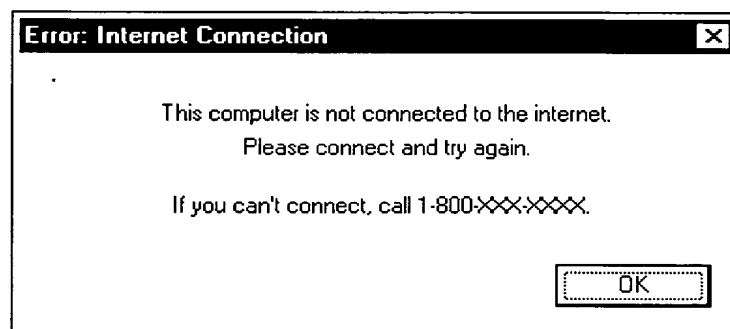 Error: Internet Connection
This computer is not connected to the internet.
Please connect and try again.
If you can't connect, call 1-800-XXX-XXXX.
OK